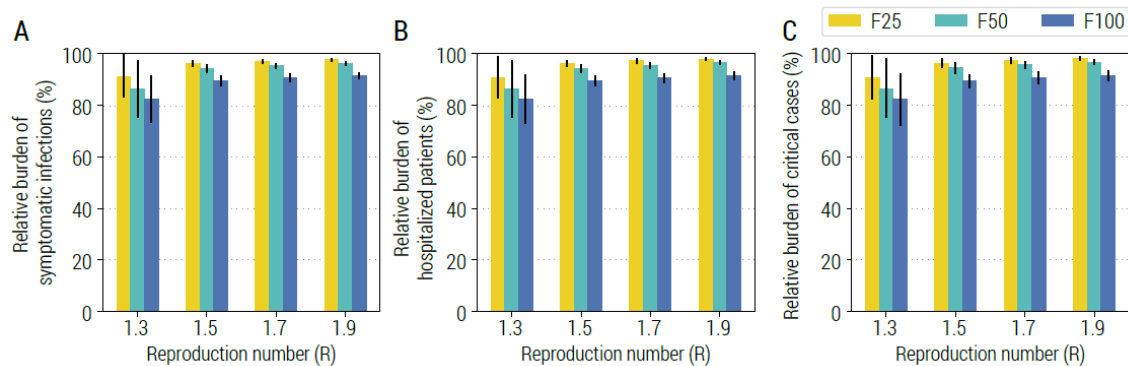 F25 F50 F100
A
Relative burden of
symptomatic infections (%)
100
80
60
40
20
0
1.3 1.5 1.7 1.9
Reproduction number (R)
B
Relative burden of
hospitalized patients (%)
100
80
60
40
20
0
1.3 1.5 1.7 1.9
Reproduction number (R)
C
Relative burden of critical cases (%)
100
80
60
40
20
0
1.3 1.5 1.7 1.9
Reproduction number (R)